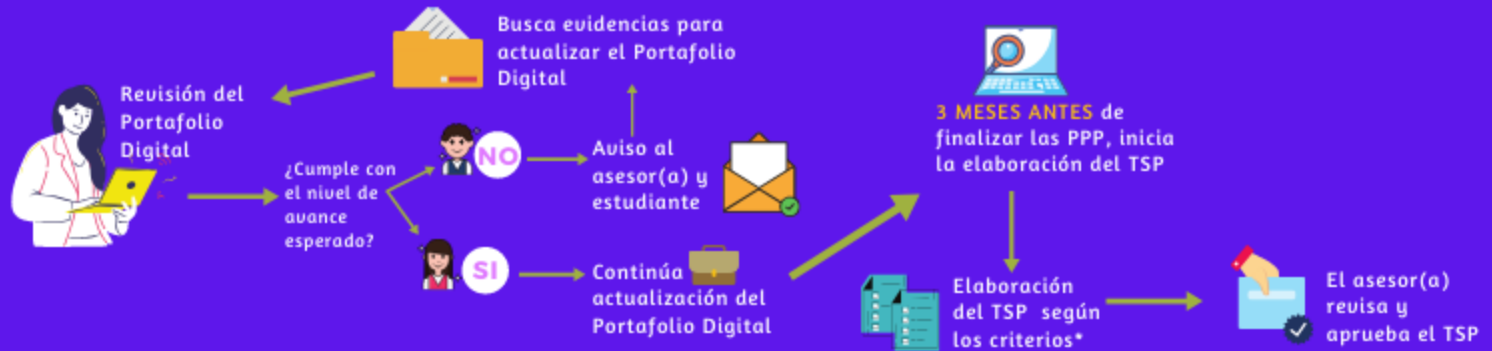 Revisión del
Portafolio
Digital
¿Cumple con
el nivel de
avance
esperado?
NO
Aviso al
asesor(a) y
estudiante
Busca evidencias para
actualizar el Portafolio
Digital
SI
Continúa
actualización del
Portafolio Digital
3 MESES ANTES de
finalizar las PPP, inicia
la elaboración del TSP
Elaboración
del TSP según
los criterios*
El asesor(a)
revisa y
aprueba el TSP